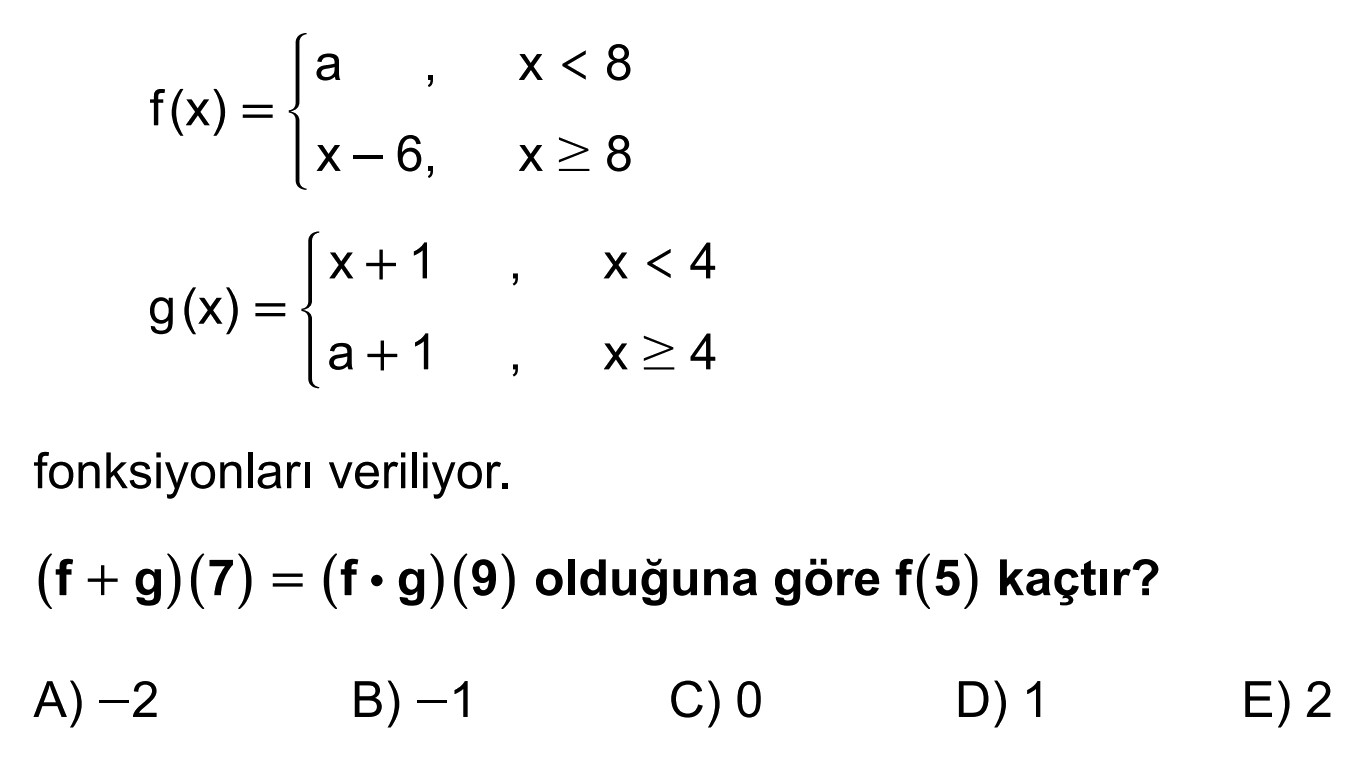 f(x) = { a , x < 8
x – 6, x ≥ 8
g(x) = { x + 1 , x < 4
a + 1 , x ≥ 4
fonksiyonları veriliyor.
(f + g)(7) = (f • g)(9) olduğuna göre f(5) kaçtır?
A) –2 B) –1 C) 0 D) 1 E) 2